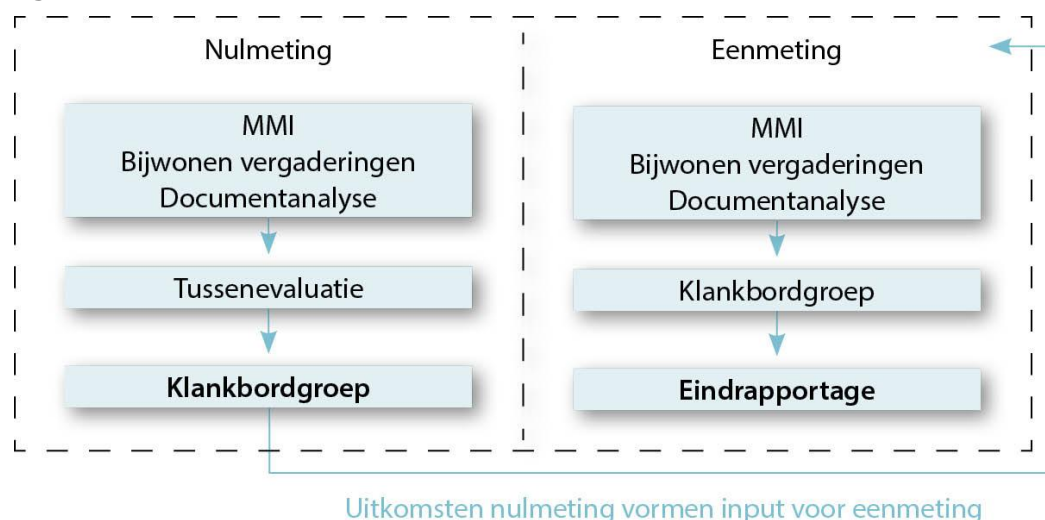 Nulmeting
MMI
Bijwonen vergaderingen
Documentanalyse
Tussenevaluatie
Klankbordgroep
Eenmeting
MMI
Bijwonen vergaderingen
Documentanalyse
Klankbordgroep
Eindrapportage
Uitkomsten nulmeting vormen input voor eenmeting